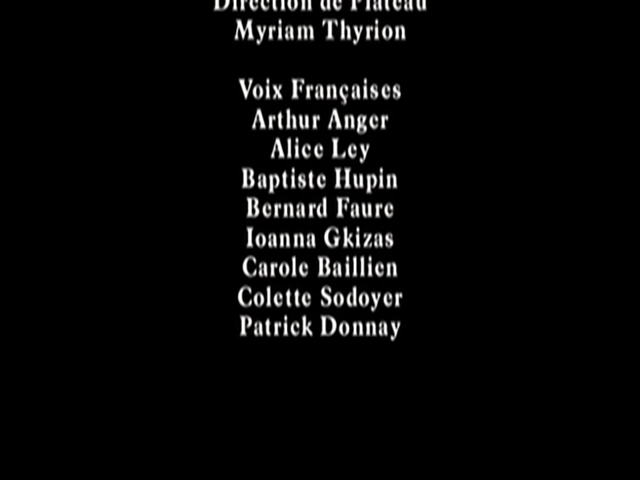 Direction de Plateau
Myriam Thyrion
Voix Françaises
Arthur Anger
Alice Ley
Baptiste Hupin
Bernard Faure
Ioanna Gkizas
Carole Baillien
Colette Sodoyer
Patrick Donnay